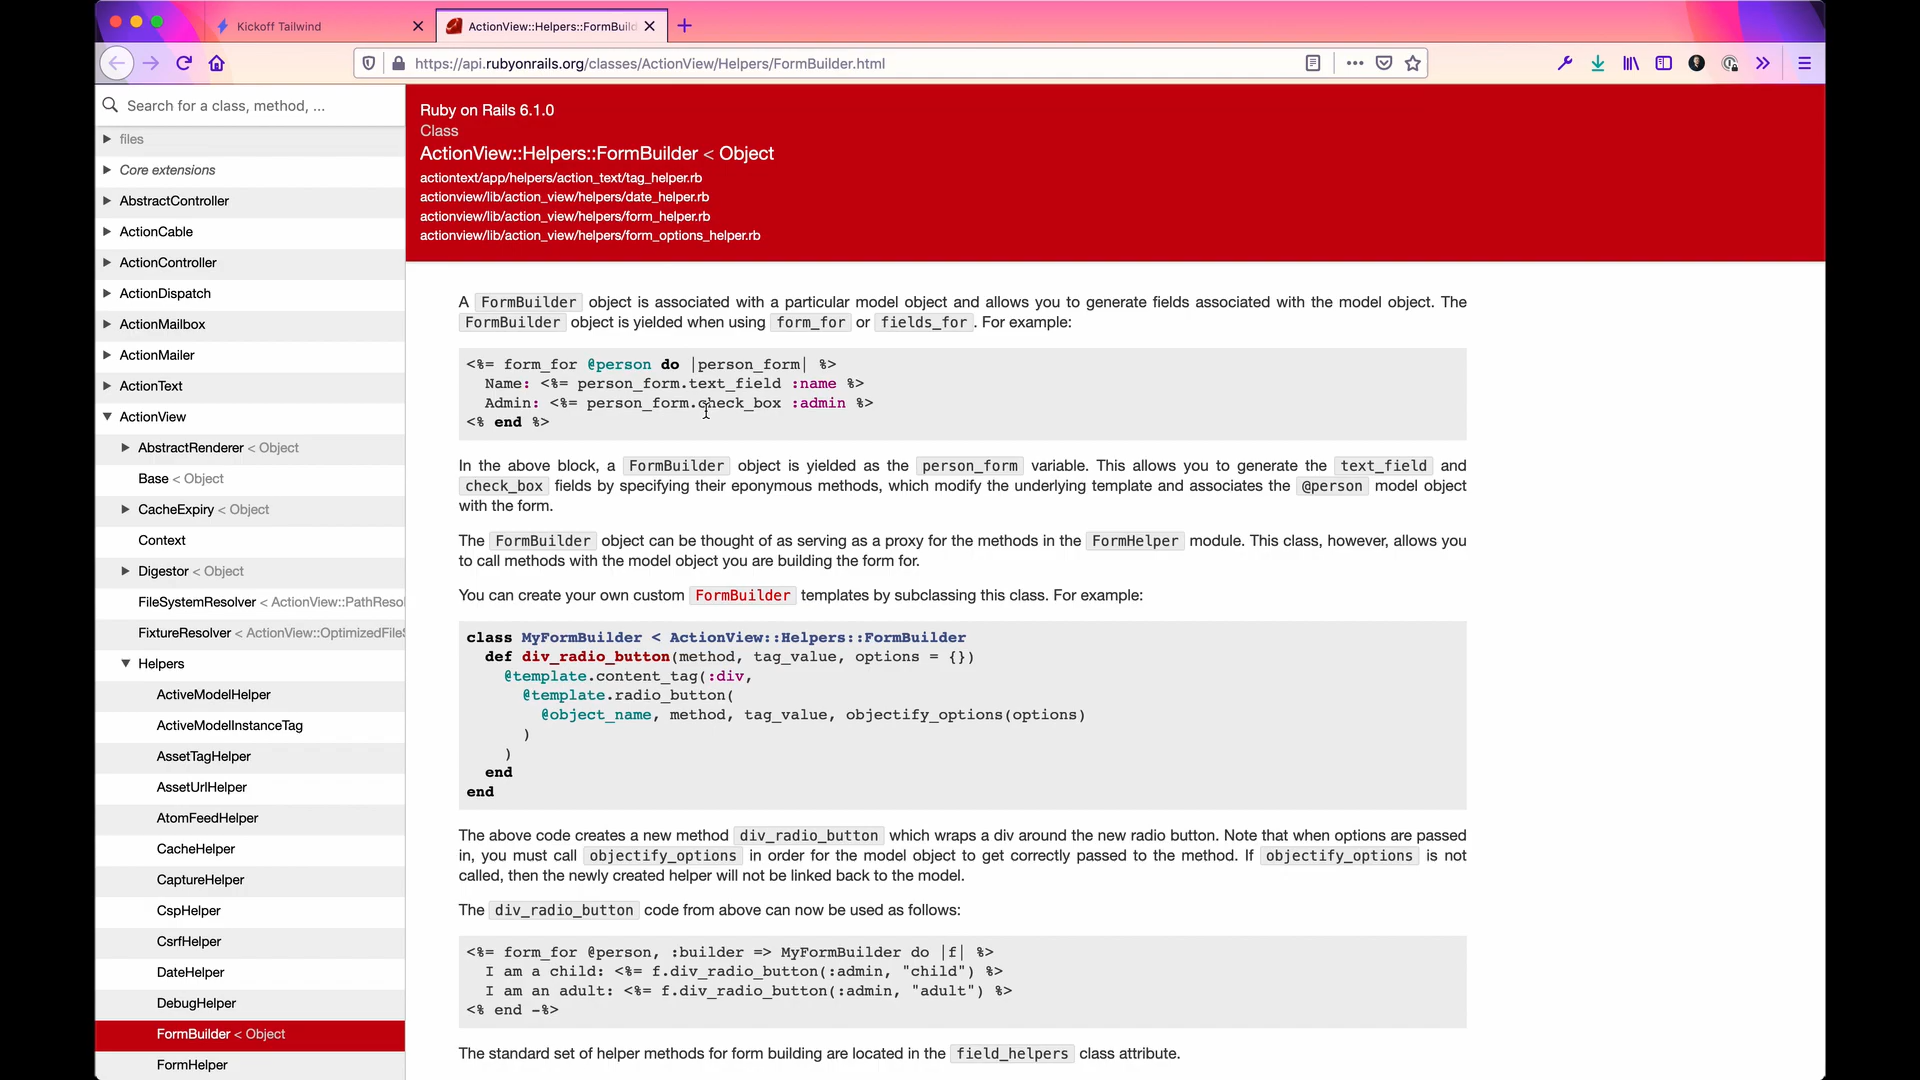 Kickoff Tailwind
ActionView::Helpers::FormBuild
https://api.rubyonrails.org/classes/ActionView/Helpers/FormBuilder.html
Search for a class, method, ...
files
Core extensions
AbstractController
ActionCable
ActionController
ActionDispatch
ActionMailbox
ActionMailer
ActionText
ActionView
AbstractRenderer < Object
Base < Object
CacheExpiry < Object
Context
Digestor < Object
FileSystemResolver < ActionView::PathResol
FixtureResolver < ActionView::OptimizedFileS
Helpers
ActiveModelHelper
ActiveModelInstanceTag
AssetTagHelper
AssetUrlHelper
AtomFeedHelper
CacheHelper
CaptureHelper
CspHelper
CsrfHelper
DateHelper
DebugHelper
FormBuilder < Object
FormHelper
Ruby on Rails 6.1.0
Class
ActionView::Helpers::FormBuilder < Object
actiontext/app/helpers/action_text/tag_helper.rb
actionview/lib/action_view/helpers/date_helper.rb
actionview/lib/action_view/helpers/form_helper.rb
actionview/lib/action_view/helpers/form_options_helper.rb
A FormBuilder object is associated with a particular model object and allows you to generate fields associated with the model object. The
FormBuilder object is yielded when using form_for or fields_for. For example:
<%= form_for @person do |person_form| %>
Name: <%= person_form.text_field :name %>
Admin: <%= person_form.check_box :admin %>
<% end %>
In the above block, a FormBuilder object is yielded as the person_form variable. This allows you to generate the text_field and
check_box fields by specifying their eponymous methods, which modify the underlying template and associates the @person model object
with the form.
The FormBuilder object can be thought of as serving as a proxy for the methods in the FormHelper module. This class, however, allows you
to call methods with the model object you are building the form for.
You can create your own custom FormBuilder templates by subclassing this class. For example:
class MyFormBuilder < ActionView::Helpers::FormBuilder
def div_radio_button(method, tag_value, options = {})
@template.content_tag(:div,
@template.radio_button(
@object_name, method, tag_value, objectify_options(options)
)
)
end
end
The above code creates a new method div_radio_button which wraps a div around the new radio button. Note that when options are passed
in, you must call objectify_options in order for the model object to get correctly passed to the method. If objectify_options is not
called, then the newly created helper will not be linked back to the model.
The div_radio_button code from above can now be used as follows:
<%= form_for @person, :builder => MyFormBuilder do |f| %>
I am a child: <%= f.div_radio_button(:admin, "child") %>
I am an adult: <%= f.div_radio_button(:admin, "adult") %>
<% end -%>
The standard set of helper methods for form building are located in the field_helpers class attribute.